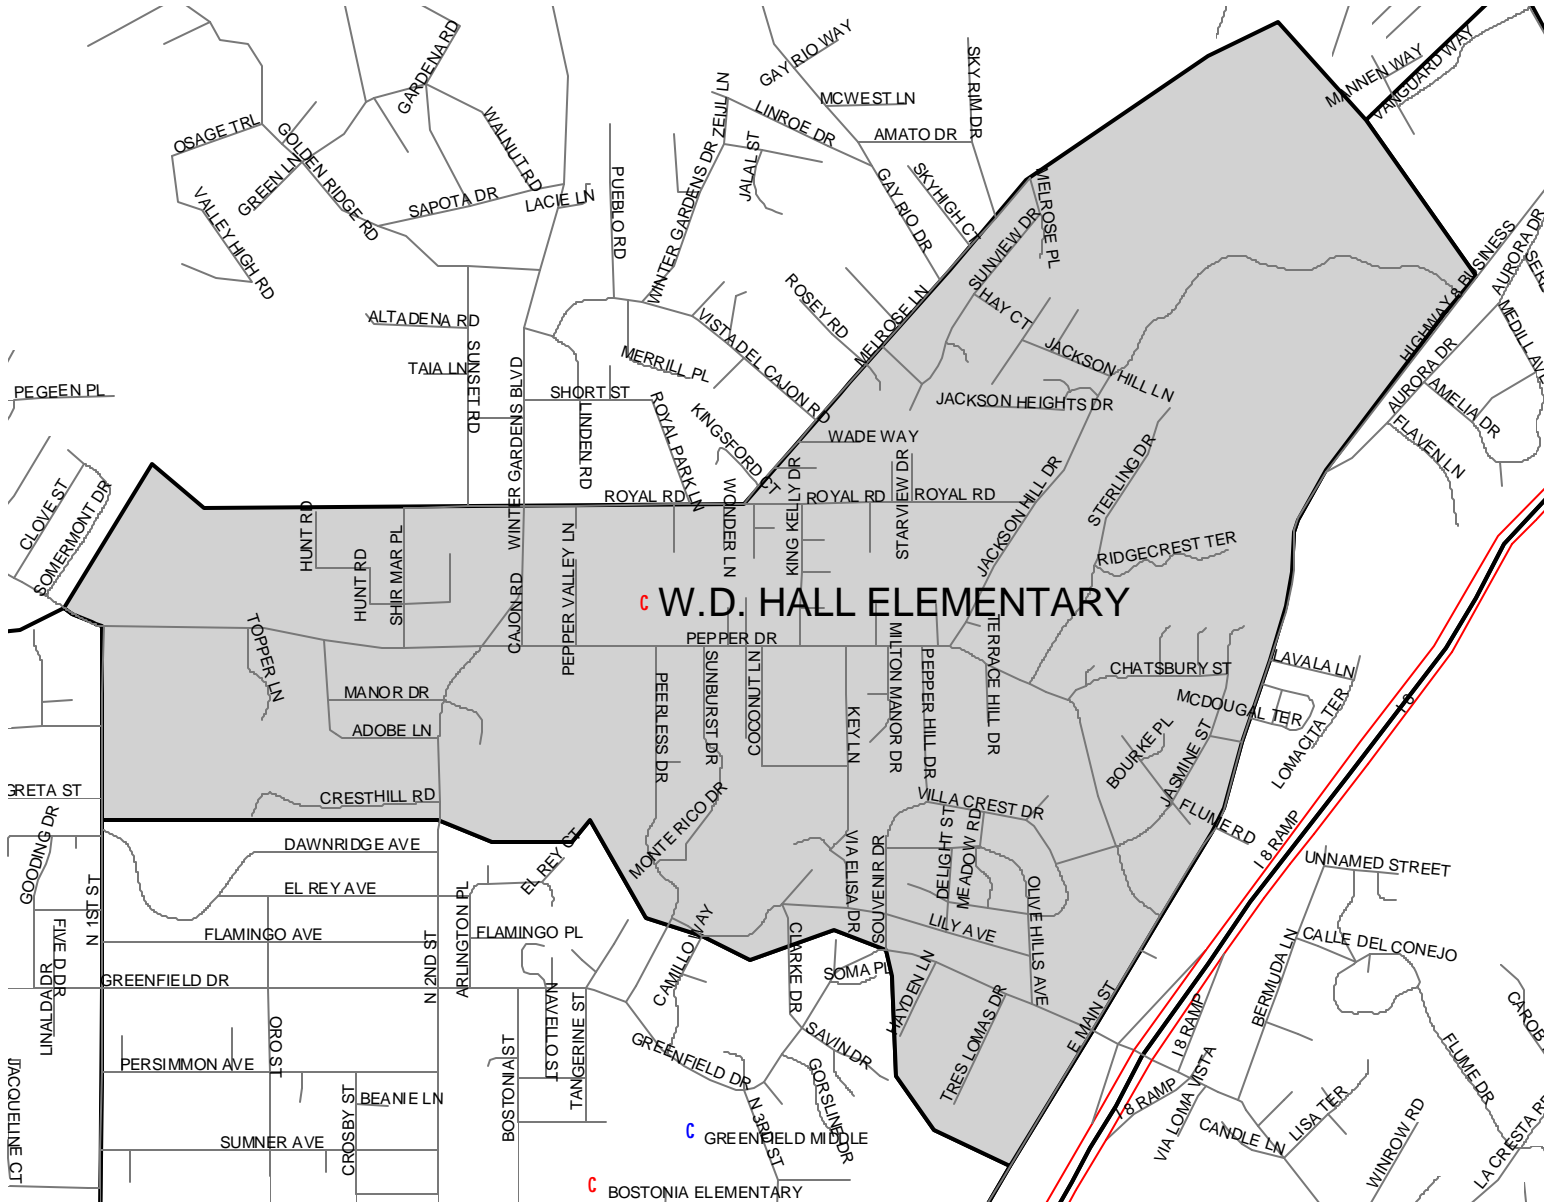 GARDENA RD
GAY RIO WAY
SKY RIM DR
MANNEN WAY
VANGUARD WAY
OSAGE TRL
GOLDEN RIDGE RD
GREEN LN
WALNUT RD
ZEIJL LN
LINROE DR
MCWEST LN
AMATO DR
JALAL ST
SAPOTA DR
LACIE LN
PUEBLO RD
WINTER GARDENS DR
GAY RIO DR
SKYHIGH CT
SUNVIEW DR
MELROSE PL
VALLEY HIGH RD
HIGHWAY 8 BUSINESS
AURORA DR
MEDILL AVE
ALTADENA RD
SUNSET RD
TAIA LN
WINTER GARDENS BLVD
MERRILL PL
VISTA DEL CAJON RD
ROSEY RD
MELROSE LN
SHAY CT
JACKSON HILL LN
JACKSON HEIGHTS DR
AURORA DR
AMELIA DR
FLAVEN LN
PEGEEN PL
SHORT ST
LINDEN RD
ROYAL PARK LN
KINGSFORD CT
WADE WAY
STERLING DR
CLOVE ST
SOMERMONT DR
ROYAL RD
WONDER LN
KING KELLY DR
ROYAL RD
STARVIEW DR
ROYAL RD
JACKSON HILL DR
RIDGECREST TER
HUNT RD
HUNT RD
SHIRMAR PL
CAJON RD
PEPPER VALLEY LN
C W.D. HALL ELEMENTARY
TOPPER LN
PEPPER DR
MILTON MANOR DR
TERRACE HILL DR
PEPPER HILL DR
CHATSBURY ST
LAVALA LN
MCDOUGAL TER
LOMACITA TER
I 8
MANOR DR
ADOBE LN
PEERLESS DR
SUNBURST DR
COCONUT LN
KEY LN
BOURKE PL
JASMINE ST
FLUME RD
I 8 RAMP
CRESTHILL RD
VILLA CREST DR
GRETA ST
GOODING DR
DAWNRIDGE AVE
EL REY CT
MONTE RICO DR
VIA ELISA DR
SOUVENIR DR
DELIGHT ST
MEADOW RD
OLIVE HILLS AVE
UNNAMED STREET
EL REY AVE
N 1ST ST
ARLINGTON PL
FLAMINGO AVE
FLAMINGO PL
N 2ND ST
CAMILLO WAY
CLARKE DR
LILY AVE
SOMA PL
HAYDEN LN
CALLE DEL CONEJO
BERMUDA LN
FIVE D DR
LINALDA DR
GREENFIELD DR
NAVELLO ST
TANGERINE ST
E MAIN ST
TRES LOMAS DR
I 8 RAMP
ORO ST
BOSTONIA ST
GREENFIELD DR
SAVIN DR
GORSLINE DR
FLUME DR
PERSIMMON AVE
JACQUELINE CT
CROSBY ST
BEANIE LN
SUMNER AVE
N 3RD ST
C GREENFIELD MIDDLE
C BOSTONIA ELEMENTARY
I 8 RAMP
VIA LOMA VISTA
CANDLE LN
LISA TER
WINROW RD